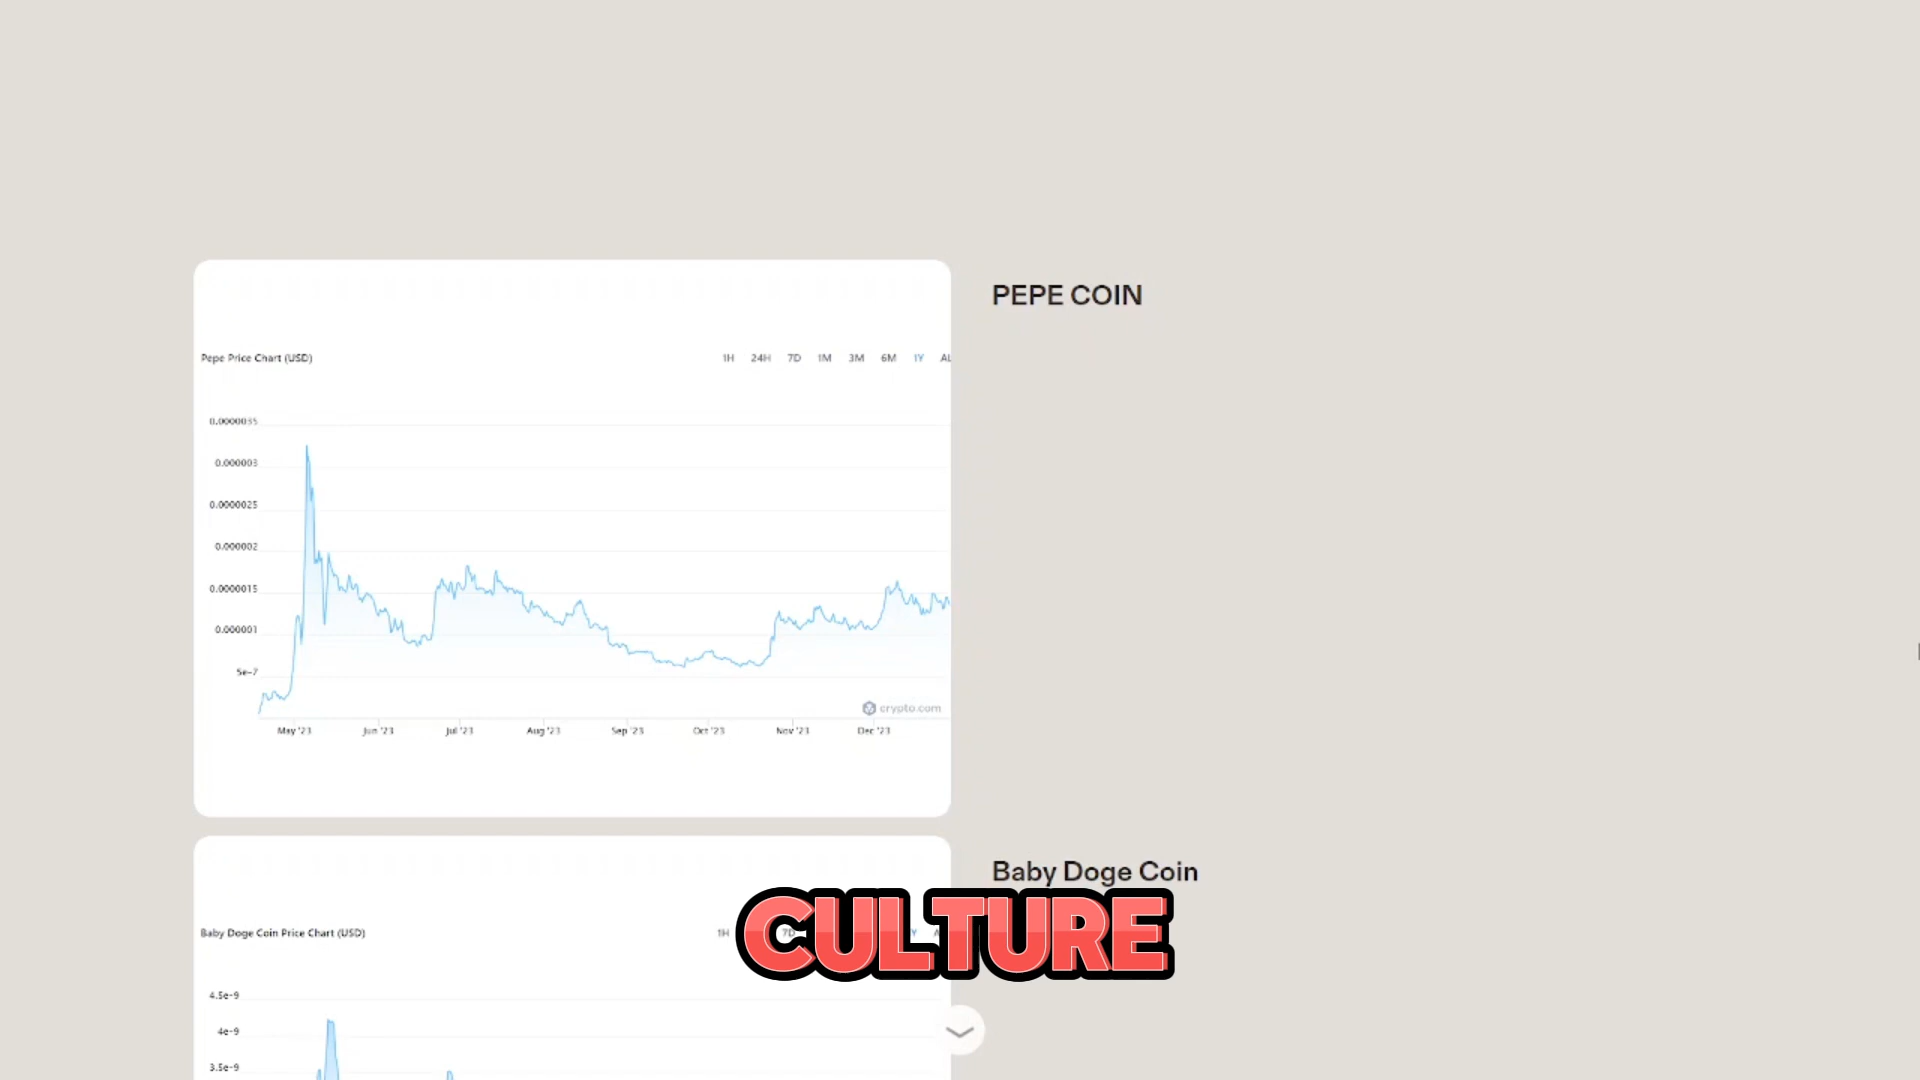 PEPE COIN
Pepe Price Chart (USD)
1H 24H 7D 1M 3M 6M 1Y AL
0.0000035
0.000003
0.0000025
0.000002
0.0000015
0.000001
5e-7
crypto.com
May '23 Jun '23 Jul '23 Aug '23 Sep '23 Oct '23 Nov '23 Dec '23
Baby Doge Coin
CULTURE
Baby Doge Coin Price Chart (USD)
1H 7D Y A
4.5e-9
4e-9
3.5e-9